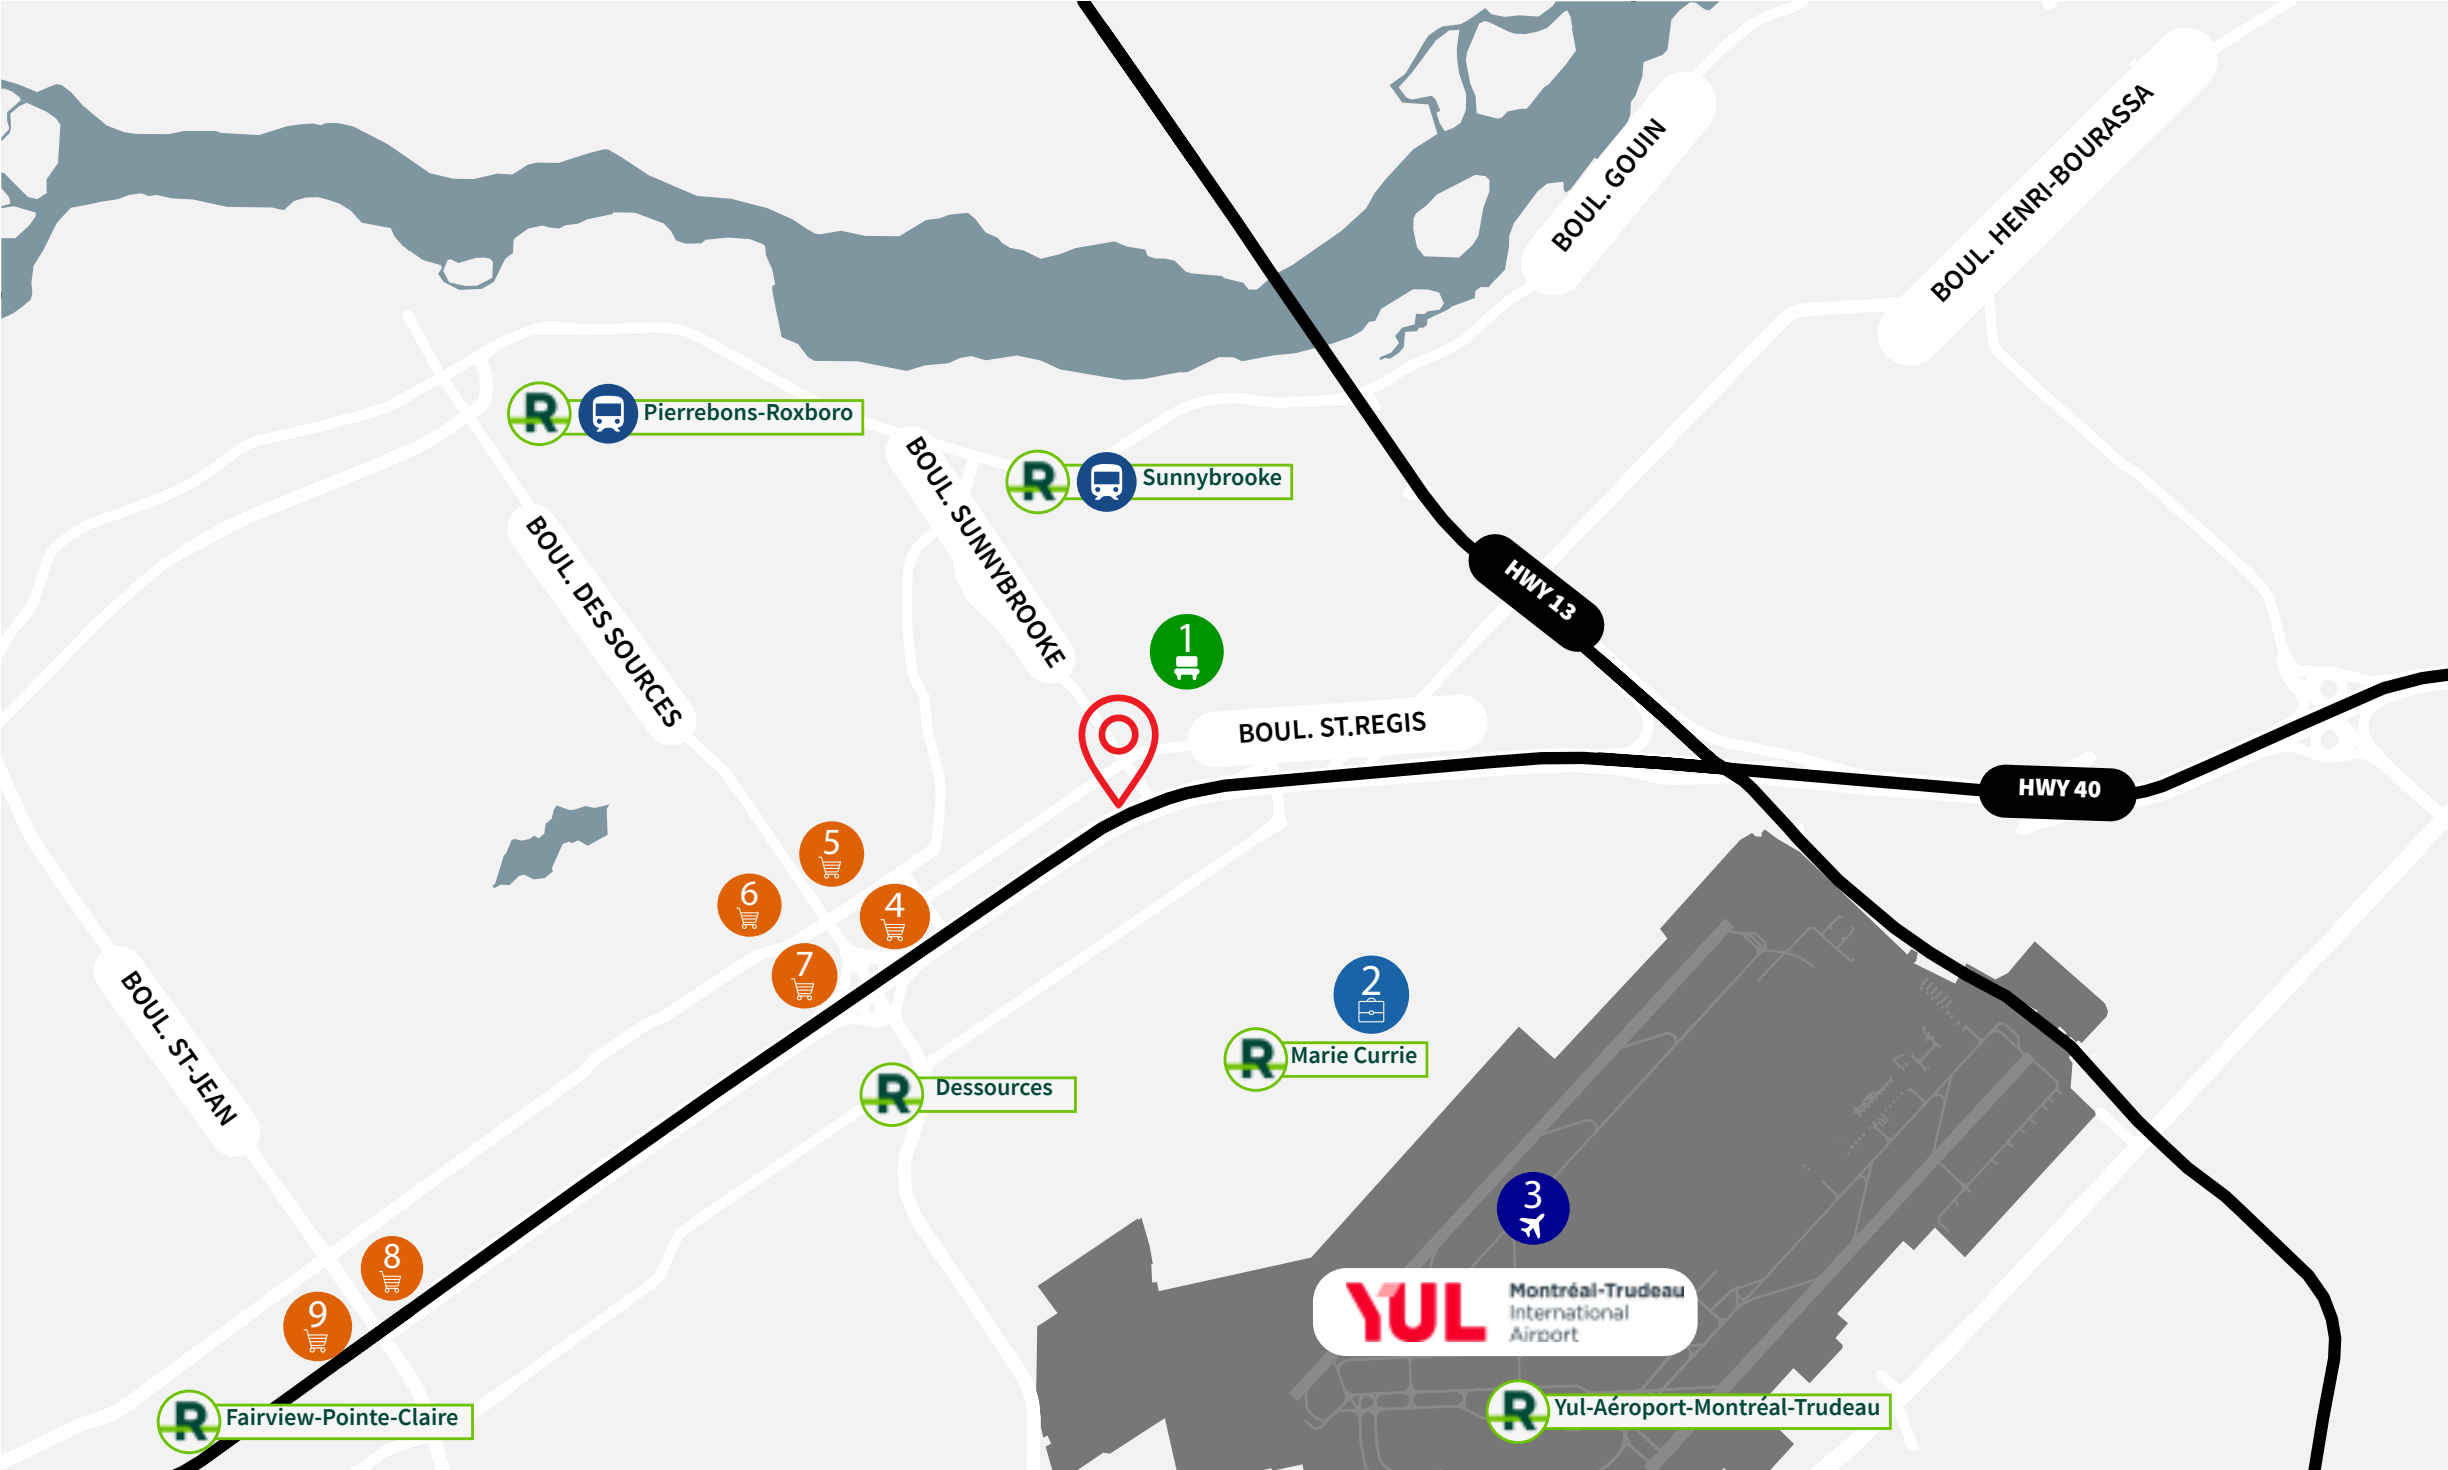 BOUL. GOUIN
BOUL. HENRI-BOURASSA
R
Pierrebons-Roxboro
BOUL. SUNNYBROOKE
R
Sunnybrooke
BOUL. DES SOURCES
HWY 13
1
BOUL. ST.REGIS
HWY 40
5
6
4
7
2
BOUL. ST-JEAN
R
Marie Currie
R
Dessources
3
8
9
YUL
Montréal-Trudeau
International
Airport
R
Fairview-Pointe-Claire
R
Yul-Aéroport-Montréal-Trudeau